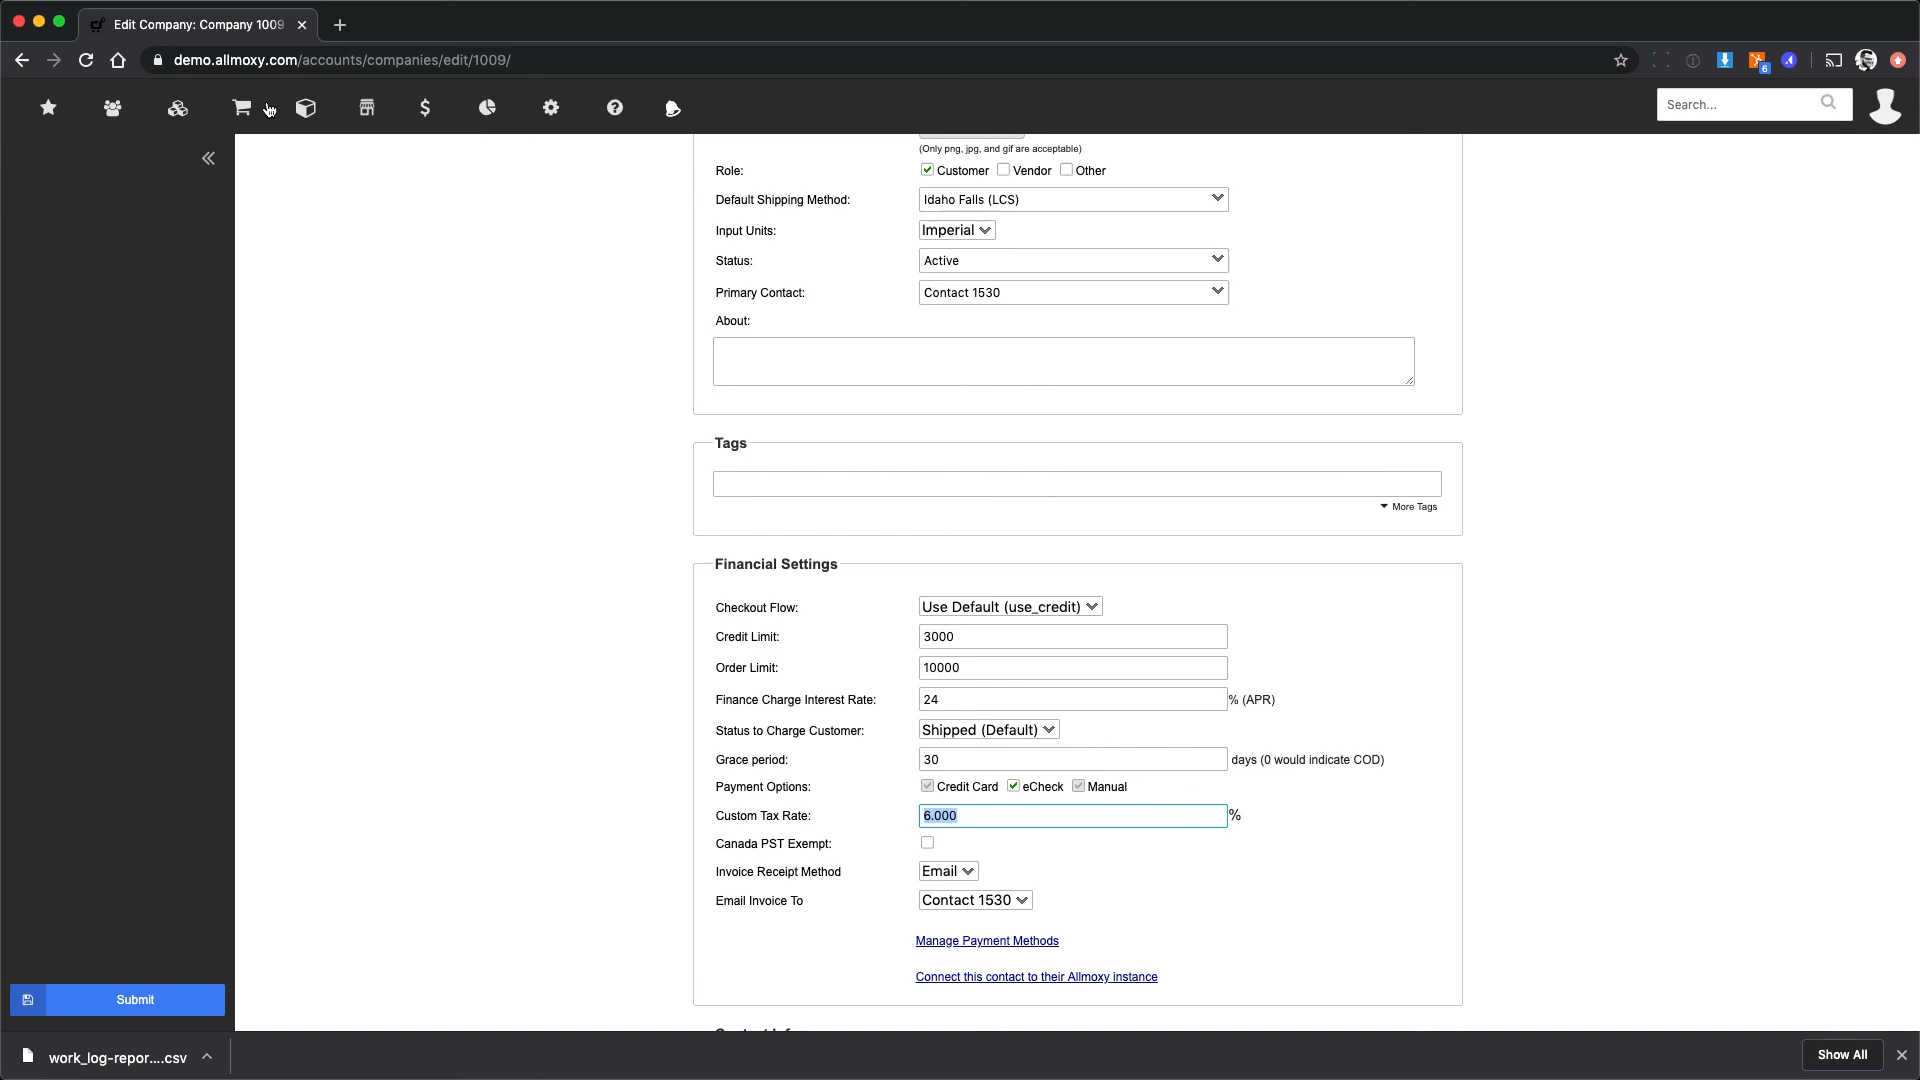 Edit Company: Company 1009
demo.allmoxy.com/accounts/companies/edit/1009/
6
Search...
(Only png, jpg, and gif are acceptable)
Role: Customer Vendor Other
Default Shipping Method: Idaho Falls (LCS)
Input Units: Imperial
Status: Active
Primary Contact: Contact 1530
About:
Tags
More Tags
Financial Settings
Checkout Flow: Use Default (use_credit)
Credit Limit: 3000
Order Limit: 10000
Finance Charge Interest Rate: 24 % (APR)
Status to Charge Customer: Shipped (Default)
Grace period: 30 days (0 would indicate COD)
Payment Options: Credit Card eCheck Manual
Custom Tax Rate: 6.000 %
Canada PST Exempt:
Invoice Receipt Method Email
Email Invoice To Contact 1530
Manage Payment Methods
Connect this contact to their Allmoxy instance
Submit
work_log-repor....csv
Show All